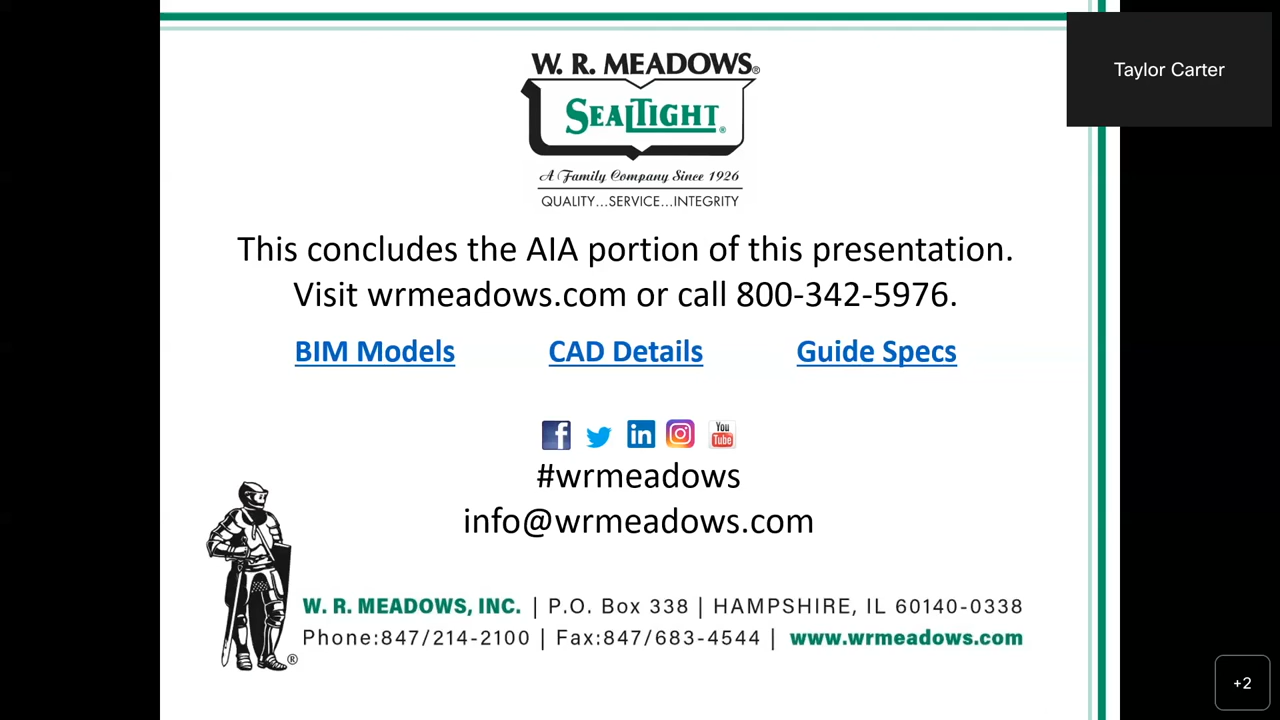 W. R. MEADOWS®
SEALTIGHT®
A Family Company Since 1926
QUALITY...SERVICE...INTEGRITY
Taylor Carter
This concludes the AIA portion of this presentation.
Visit wrmeadows.com or call 800-342-5976.
BIM Models CAD Details Guide Specs
f in You Tube
#wrmeadows
info@wrmeadows.com
W. R. MEADOWS, INC. | P.O. Box 338 | HAMPSHIRE, IL 60140-0338
Phone:847/214-2100 | Fax:847/683-4544 | www.wrmeadows.com
®
+2